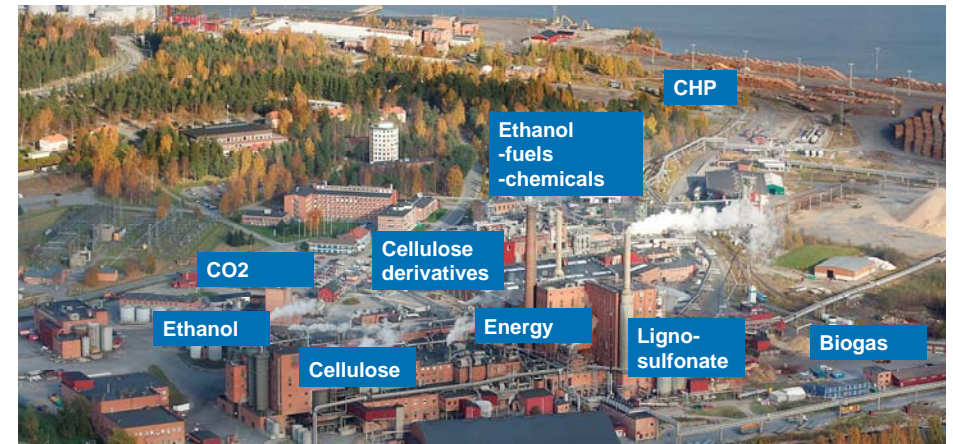 CHP
Ethanol
-fuels
-chemicals
Cellulose
derivatives
CO2
Ethanol
Energy
Ligno-
sulfonate
Biogas
Cellulose